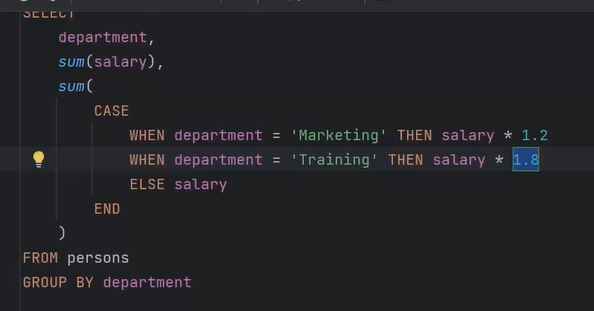 SELECT
department,
sum(salary),
sum(
CASE
WHEN department = 'Marketing' THEN salary * 1.2
WHEN department = 'Training' THEN salary * 1.8
ELSE salary
END
)
FROM persons
GROUP BY department